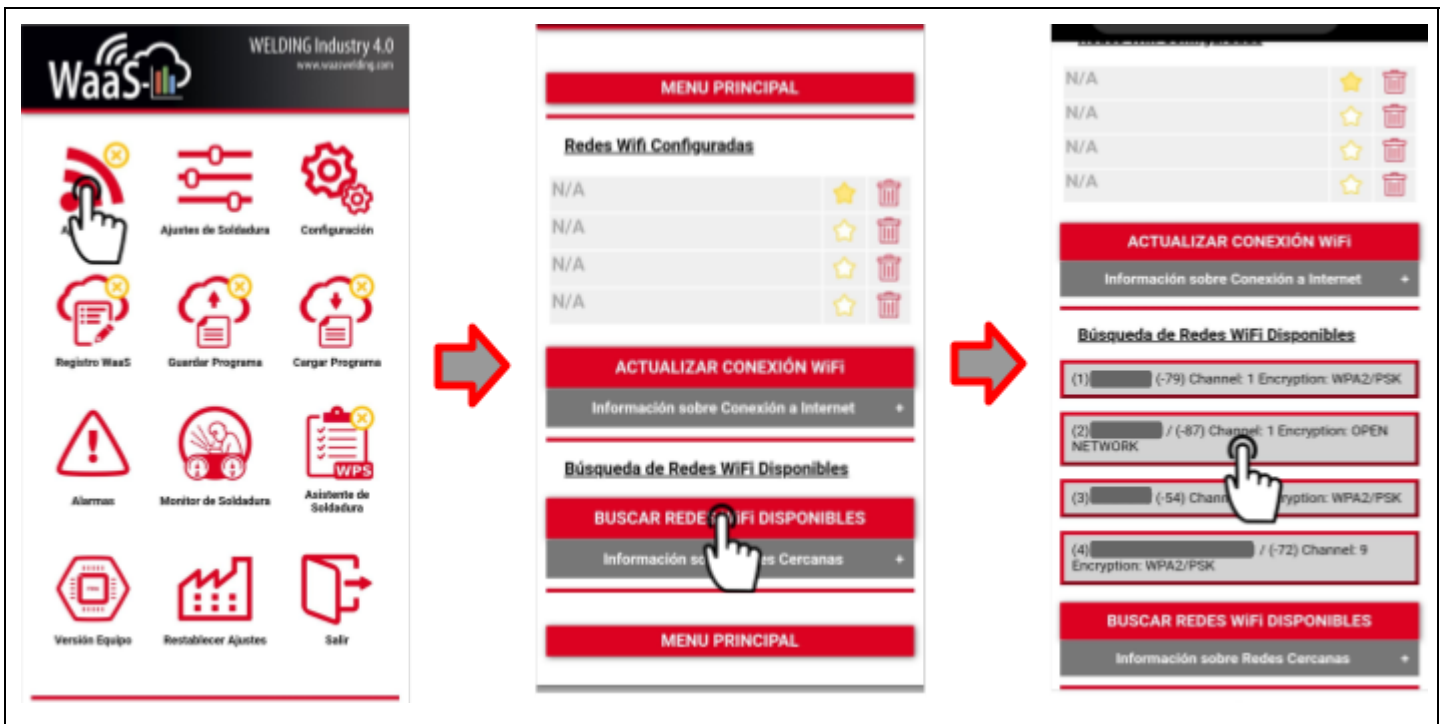 WaaS-
WELDING Industry 4.0
www.waaswelding.com
Ajustes de Soldadura
Configuración
Registro WaaS
Guardar Programa
Cargar Programa
WPS
Alarmas
Monitor de Soldadura
Asistente de
Soldadura
Versión Equipo
Restablecer Ajustes
Salir
MENU PRINCIPAL
Redes Wifi Configuradas
N/A
N/A
N/A
N/A
ACTUALIZAR CONEXIÓN WiFi
Información sobre Conexión a Internet +
Búsqueda de Redes WiFi Disponibles
BUSCAR REDES WiFi DISPONIBLES
Información Cercanas +
MENU PRINCIPAL
N/A
N/A
N/A
N/A
ACTUALIZAR CONEXIÓN WiFi
Información sobre Conexión a Internet +
Búsqueda de Redes WiFi Disponibles
(1) (-79) Channel: 1 Encryption: WPA2/PSK
(2) / (-87) Channel: 1 Encryption: OPEN
NETWORK
(3) (-54) WPA2/PSK
(4) / (-72) Channel: 9
Encryption: WPA2/PSK
BUSCAR REDES WiFi DISPONIBLES
Información sobre Redes Cercanas +